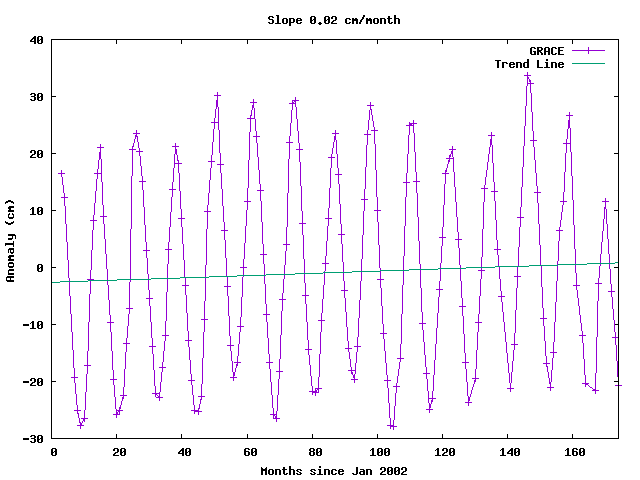 Slope 0.02 cm/month
GRACE
Trend Line
40
30
20
10
0
-10
-20
-30
Anomaly (cm)
0 20 40 60 80 100 120 140 160
Months since Jan 2002